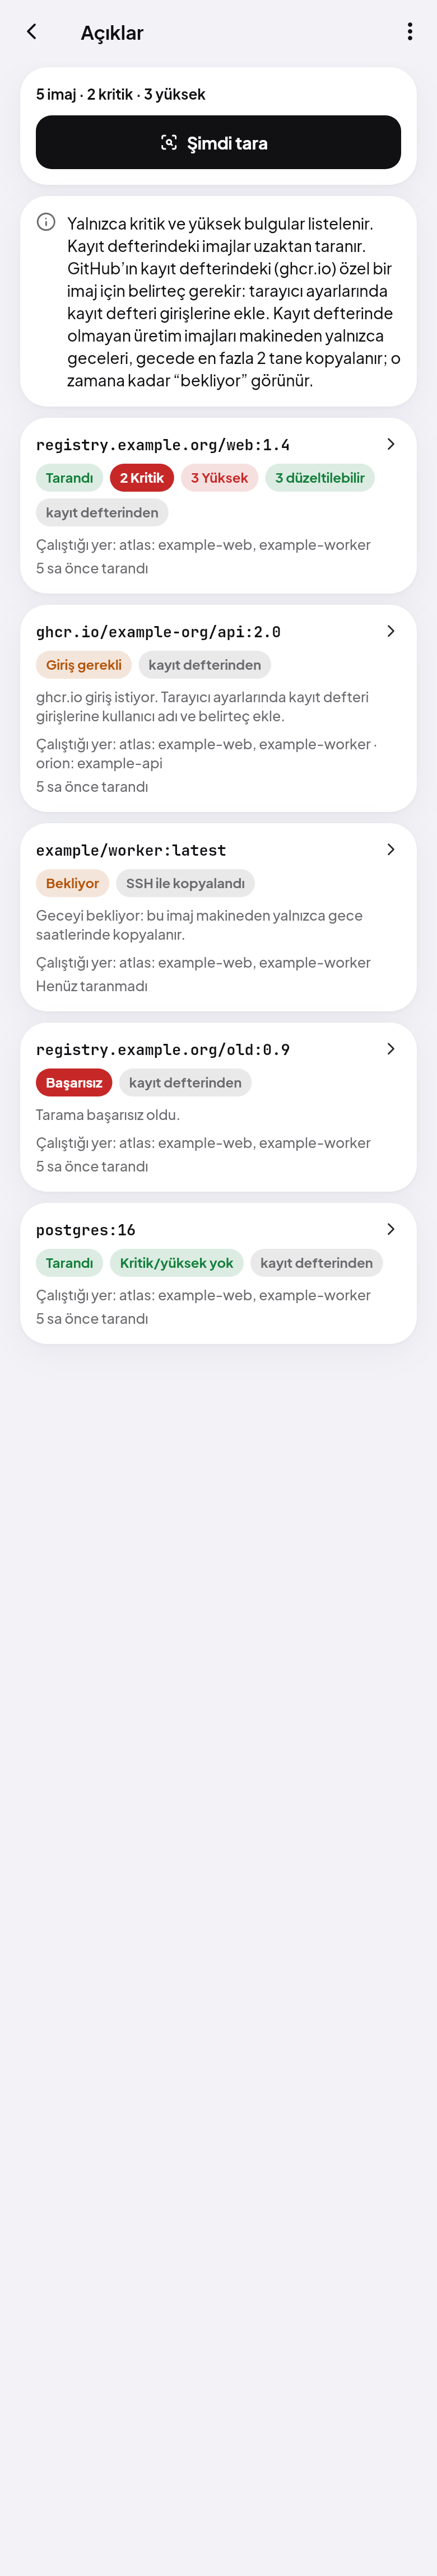 Açıklar
5 imaj · 2 kritik · 3 yüksek
Şimdi tara
Yalnızca kritik ve yüksek bulgular listelenir.
Kayıt defterindeki imajlar uzaktan taranır.
GitHub’ın kayıt defterindeki (ghcr.io) özel bir
imaj için belirteç gerekir: tarayıcı ayarlarında
kayıt defteri girişlerine ekle. Kayıt defterinde
olmayan üretim imajları makineden yalnızca
geceleri, gecede en fazla 2 tane kopyalanır; o
zamana kadar “bekliyor” görünür.
registry.example.org/web:1.4
Tarandı 2 Kritik 3 Yüksek 3 düzeltilebilir
kayıt defterinden
Çalıştığı yer: atlas: example-web, example-worker
5 sa önce tarandı
ghcr.io/example-org/api:2.0
Giriş gerekli kayıt defterinden
ghcr.io giriş istiyor. Tarayıcı ayarlarında kayıt defteri
girişlerine kullanıcı adı ve belirteç ekle.
Çalıştığı yer: atlas: example-web, example-worker ·
orion: example-api
5 sa önce tarandı
example/worker:latest
Bekliyor SSH ile kopyalandı
Geceyi bekliyor: bu imaj makineden yalnızca gece
saatlerinde kopyalanır.
Çalıştığı yer: atlas: example-web, example-worker
Henüz taranmadı
registry.example.org/old:0.9
Başarısız kayıt defterinden
Tarama başarısız oldu.
Çalıştığı yer: atlas: example-web, example-worker
5 sa önce tarandı
postgres:16
Tarandı Kritik/yüksek yok kayıt defterinden
Çalıştığı yer: atlas: example-web, example-worker
5 sa önce tarandı